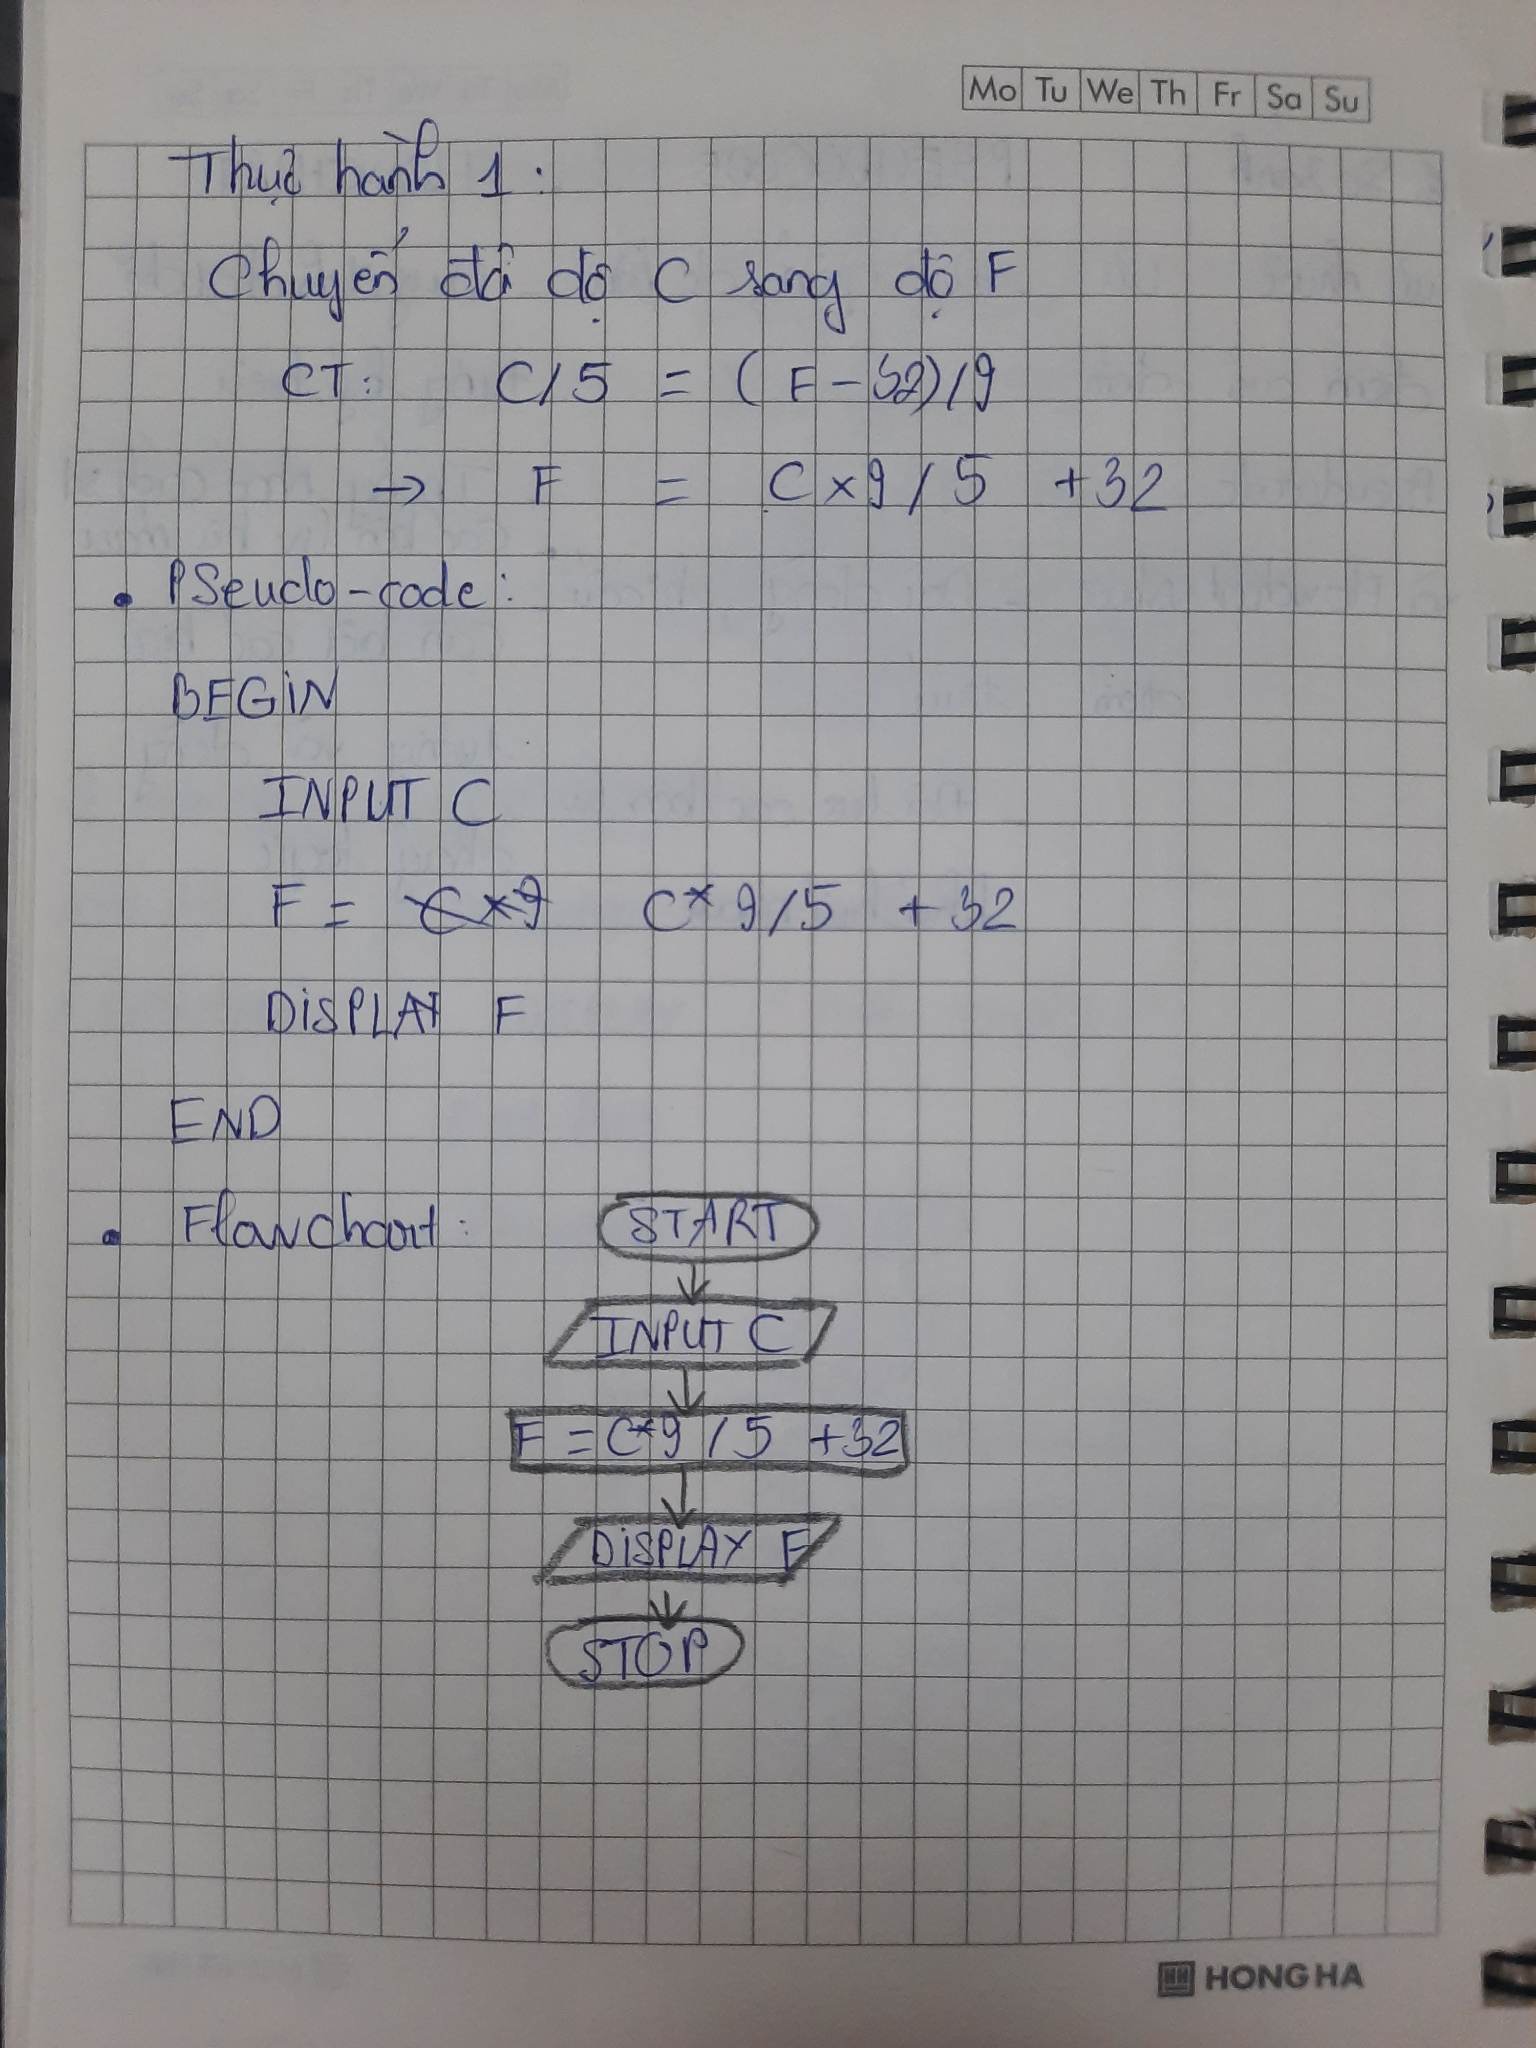 Mo Tu We Th Fr Sa Su
Thực hành 1:
Chuyển đổi độ C sang độ F
CT: C/5 = (F-32)/9
→ F = C×9/5 +32
• PSeudo-code:
BEGIN
INPUT C
F = C*9 C* 9/5 +32
DISPLAY F
END
• Flowchart: START
INPUT C
F = C*9 / 5 +32
DISPLAY F
STOP
HONG HA